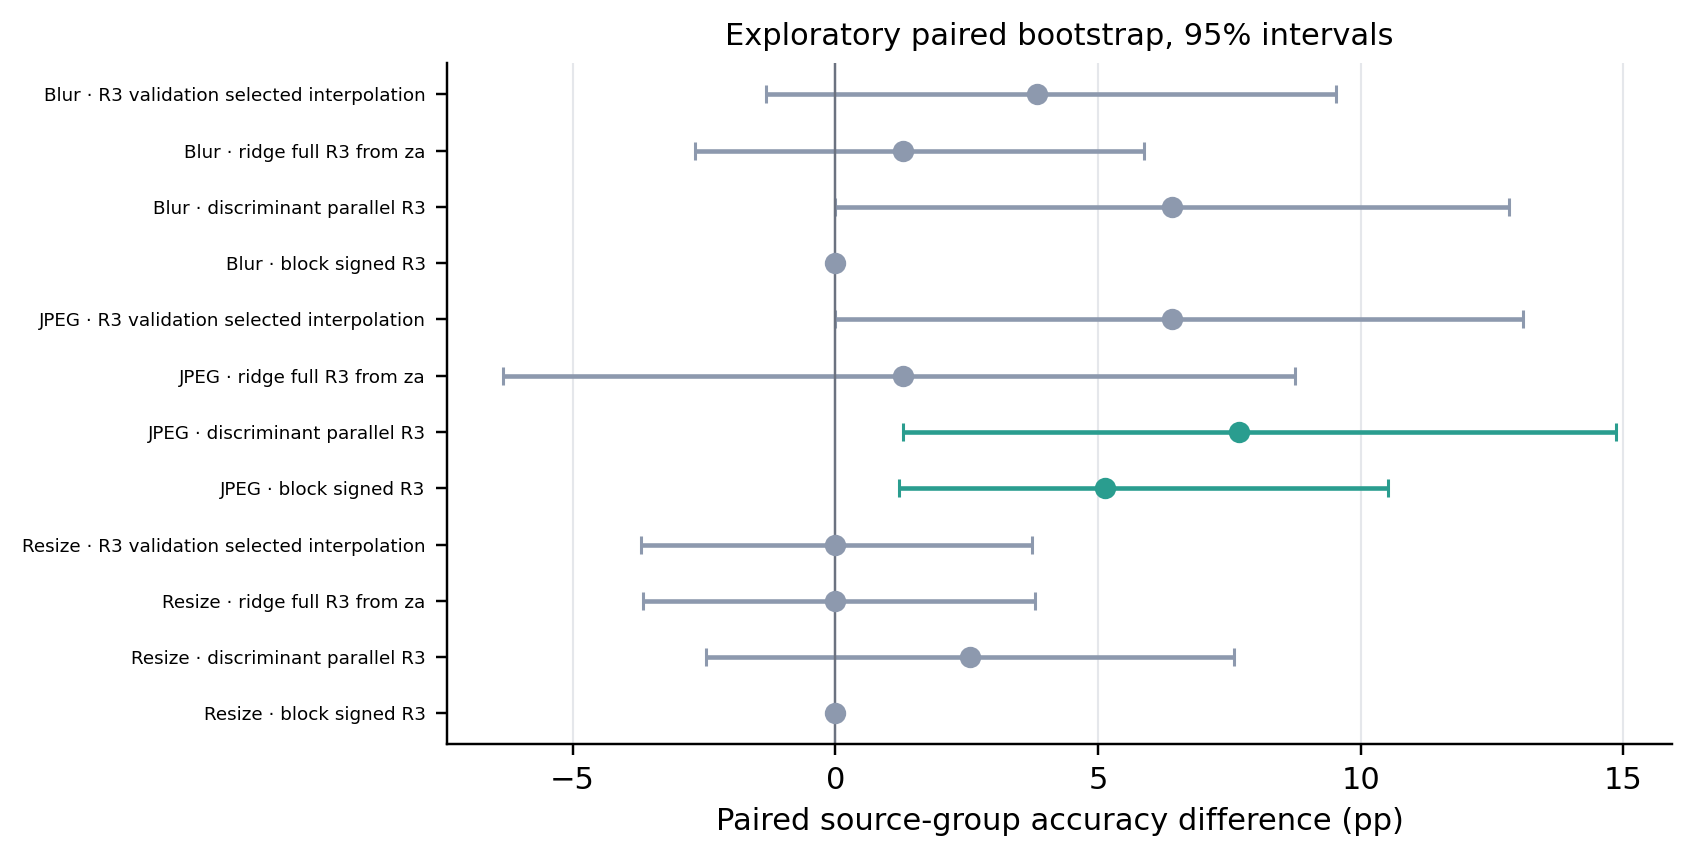 Exploratory paired bootstrap, 95% intervals
Blur · R3 validation selected interpolation
Blur · ridge full R3 from za
Blur · discriminant parallel R3
Blur · block signed R3
JPEG · R3 validation selected interpolation
JPEG · ridge full R3 from za
JPEG · discriminant parallel R3
JPEG · block signed R3
Resize · R3 validation selected interpolation
Resize · ridge full R3 from za
Resize · discriminant parallel R3
Resize · block signed R3
−5 0 5 10 15
Paired source-group accuracy difference (pp)